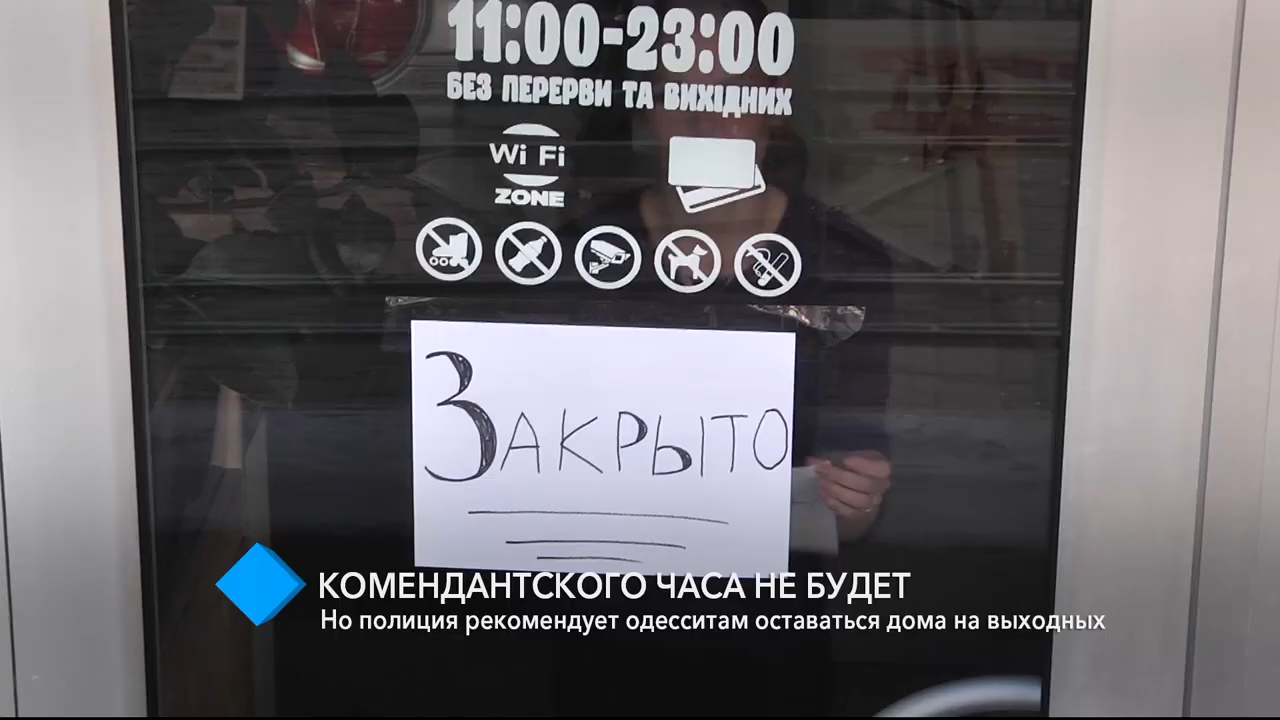 11:00-23:00
БЕЗ ПЕРЕРВИ ТА ВИХІДНИХ
Wi Fi
ZONE
ЗАКРЫТО
КОМЕНДАНТСКОГО ЧАСА НЕ БУДЕТ
Но полиция рекомендует одесситам оставаться дома на выходных